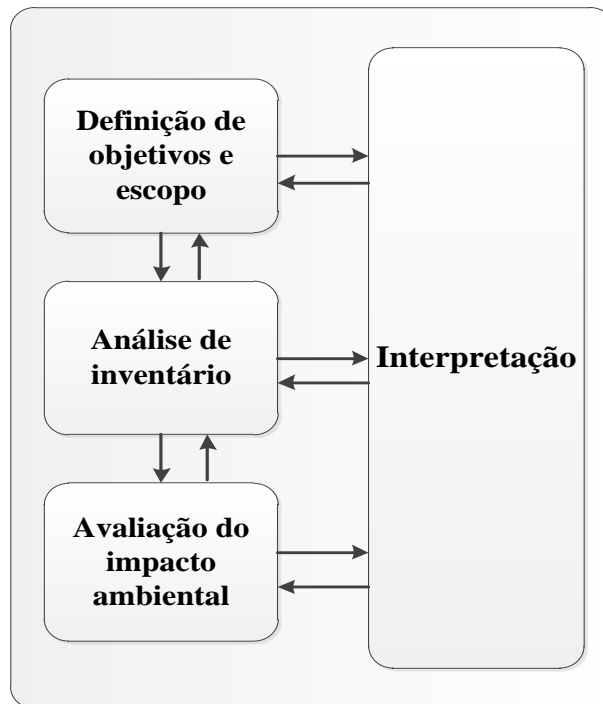 Definição de
objetivos e
escopo
Análise de
inventário
Interpretação
Avaliação do
impacto
ambiental